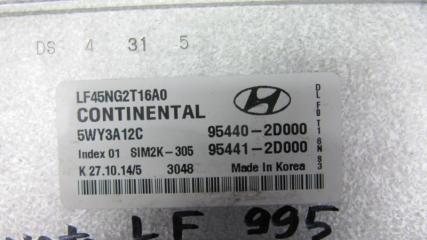 DS 4 31 5
LF45NG2T16A0
CONTINENTAL
5WY3A12C 95440-2D000
Index 01 SIM2K-305 95441-2D000
K 27.10.14/5 3048 Made in Korea
LF 995